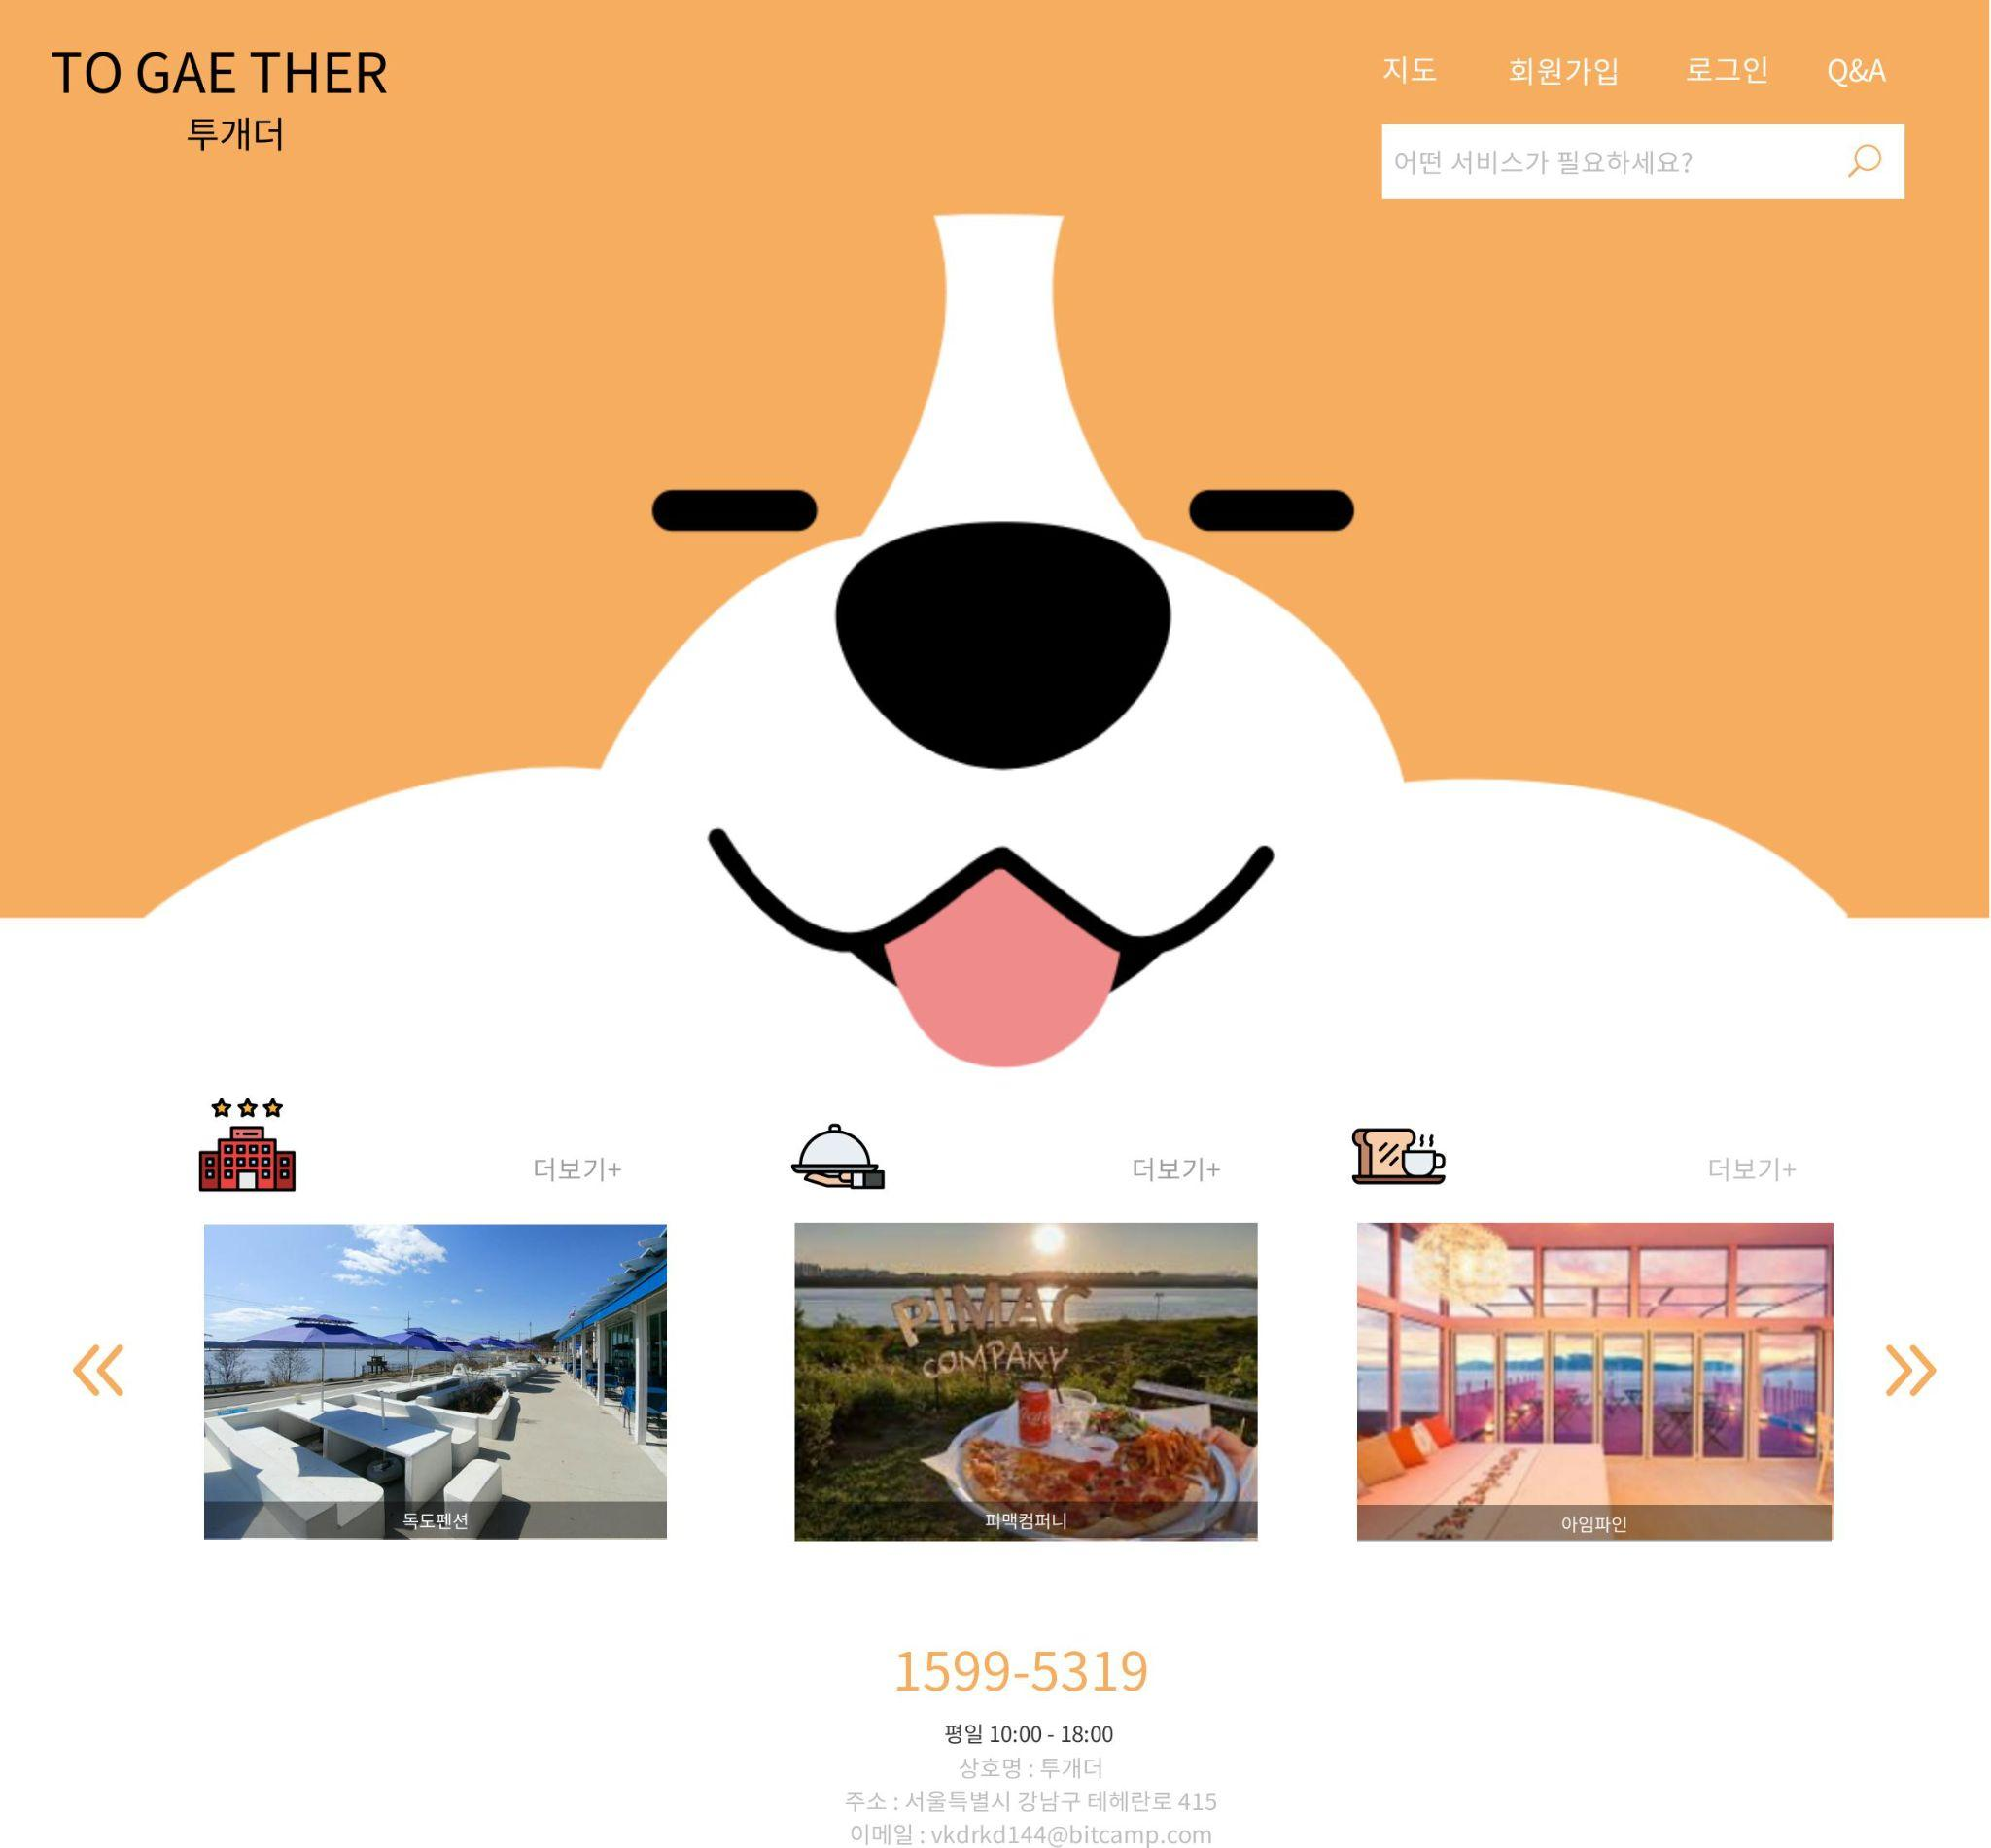 TO GAE THER
투개더
지도 회원가입 로그인 Q&A
어떤 서비스가 필요하세요?
더보기+ 더보기+ 더보기+
PIMAC
COMPANY
독도펜션 피맥컴퍼니 아임파인
1599-5319
평일 10:00 - 18:00
상호명 : 투개더
주소 : 서울특별시 강남구 테헤란로 415
이메일 : vkdrkd144@bitcamp.com